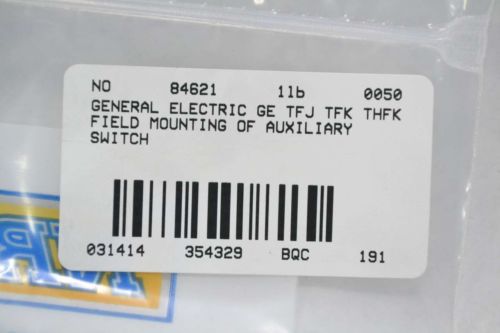 NO 84621 1lb 0050
GENERAL ELECTRIC GE TFJ TFK THFK
FIELD MOUNTING OF AUXILIARY
SWITCH
031414 354329 BQC 191